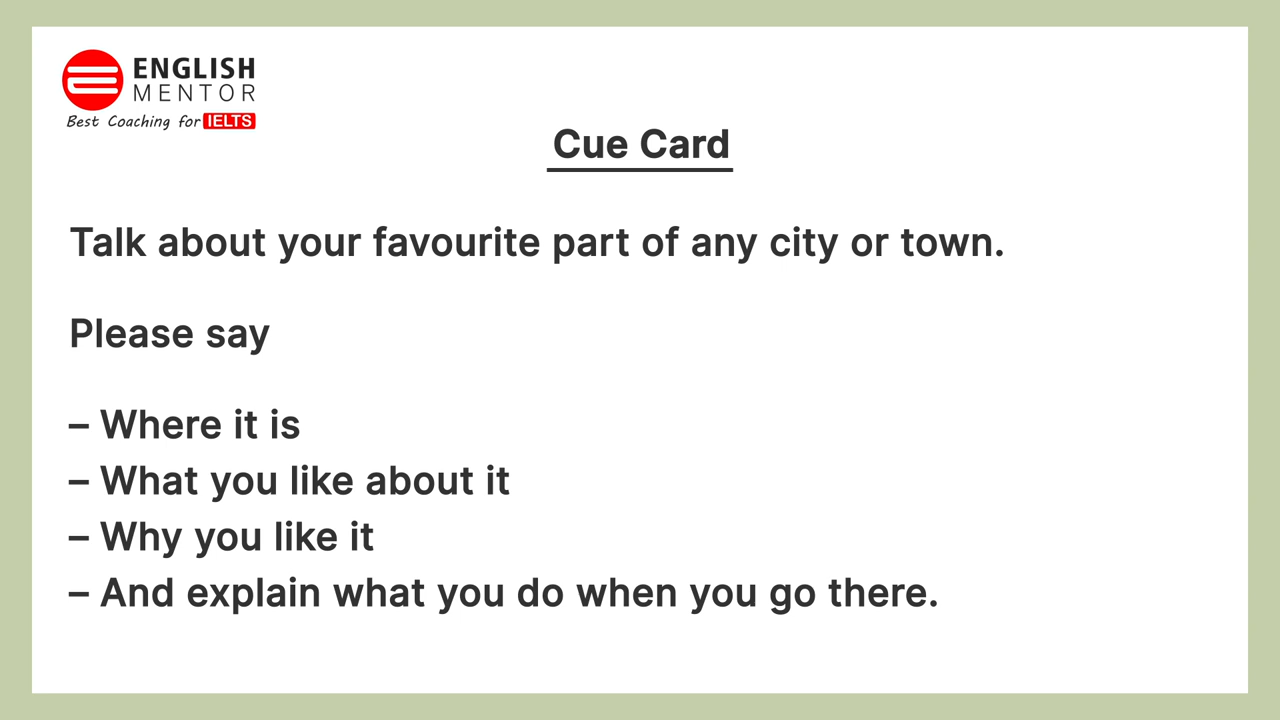 ENGLISH
MENTOR
Best Coaching for IELTS
Cue Card
Talk about your favourite part of any city or town.
Please say
– Where it is
– What you like about it
– Why you like it
– And explain what you do when you go there.